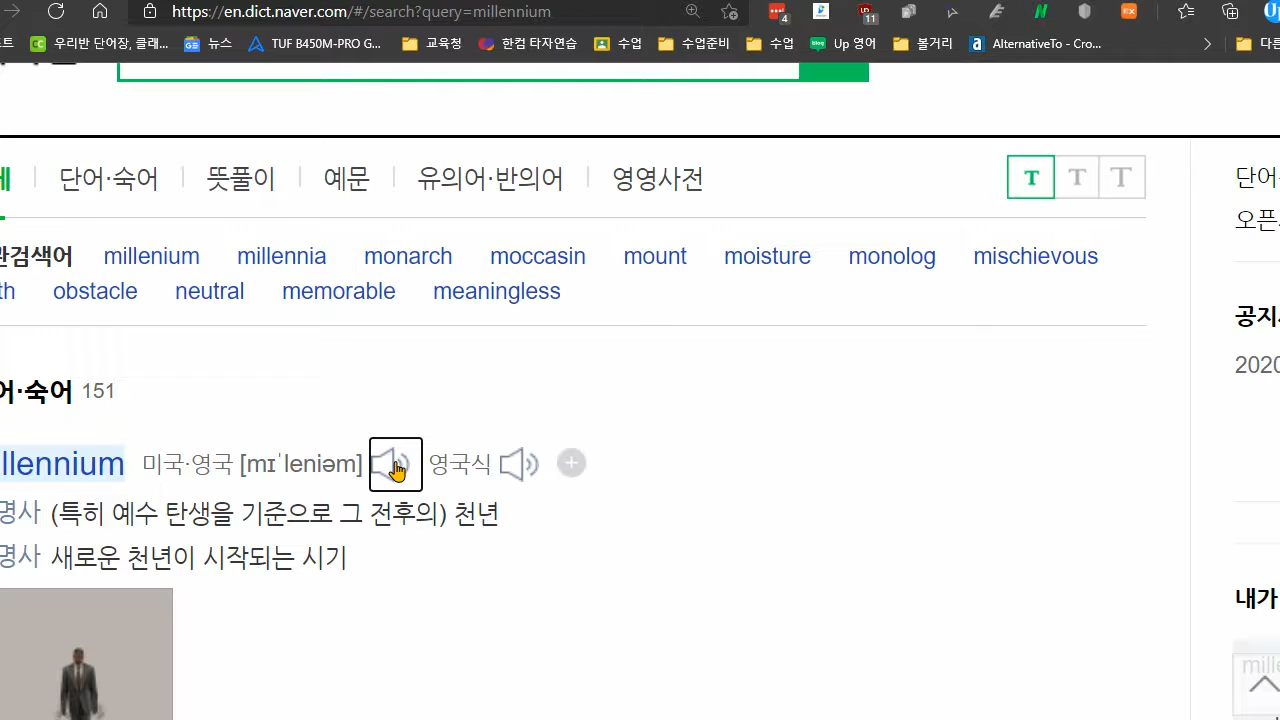 https://en.dict.naver.com/#/search?query=millennium
4
11
우리반 단어장, 클래...
뉴스
TUF B450M-PRO G...
교육청
한컴 타자연습
수업
수업준비
수업
Up 영어
볼거리
AlternativeTo - Cro...
단어·숙어
뜻풀이
예문
유의어·반의어
영영사전
T T T
관검색어 millenium millennia monarch moccasin mount moisture monolog mischievous
th obstacle neutral memorable meaningless
어·숙어 151
llennium 미국·영국 [mɪˈleniəm] 영국식
명사 (특히 예수 탄생을 기준으로 그 전후의) 천년
명사 새로운 천년이 시작되는 시기
단어·
오픈
공지
2020
내가
mille